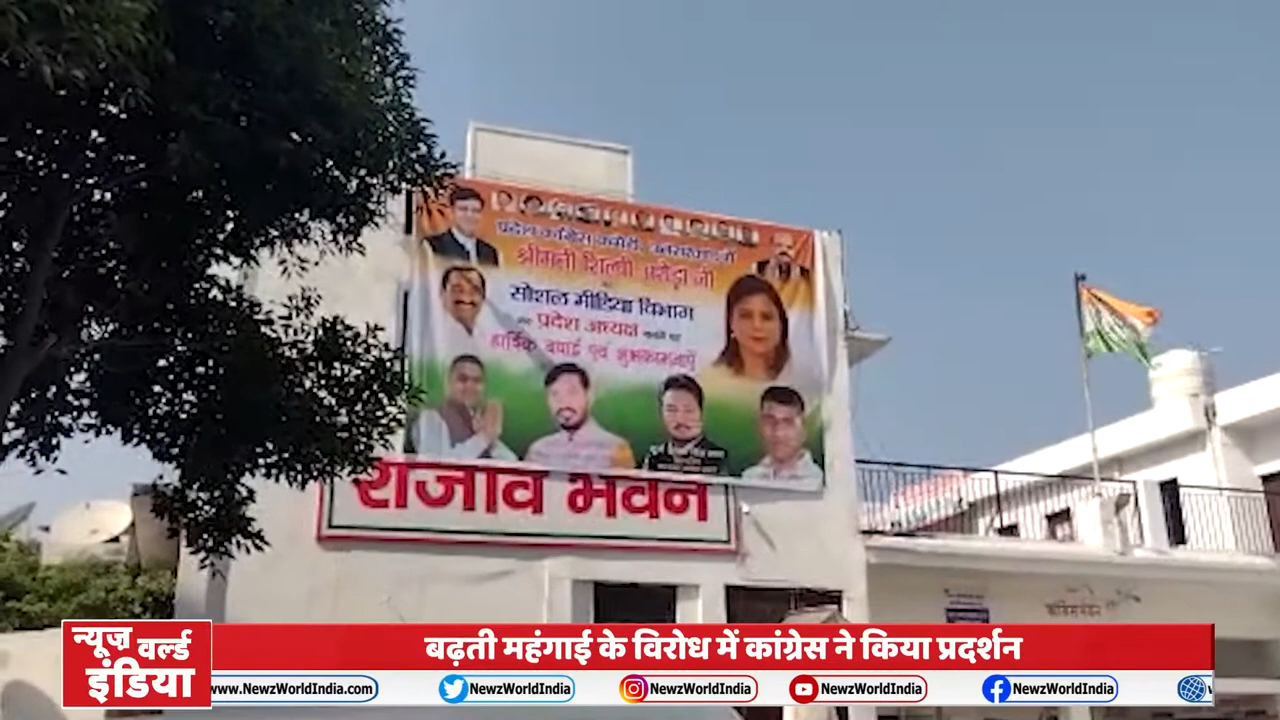 प्रदेश कांग्रेस कमेटी, उत्तराखण्ड में
श्रीमती शिल्पी अरोड़ा जी
सोशल मीडिया विभाग
प्रदेश अध्यक्ष
हार्दिक बधाई एवं शुभकामनाएं
राजीव भवन
न्यूज़ वर्ल्ड इंडिया
बढ़ती महंगाई के विरोध में कांग्रेस ने किया प्रदर्शन
www.NewzWorldIndia.com
NewzWorldIndia
NewzWorldIndia
NewzWorldIndia
NewzWorldIndia